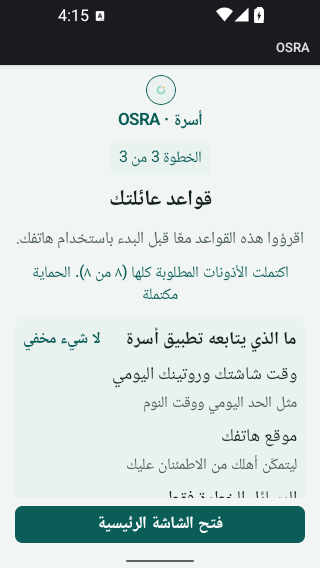 4:15
OSRA
أسرة · OSRA
الخطوة 3 من 3
قواعد عائلتك
اقرؤوا هذه القواعد معًا قبل البدء باستخدام هاتفك.
اكتملت الأذونات المطلوبة كلها (٨ من ٨). الحماية
مكتملة
ما الذي يتابعه تطبيق أسرة
لا شيء مخفي
وقت شاشتك وروتينك اليومي
مثل الحد اليومي ووقت النوم
موقع هاتفك
ليتمكّن أهلك من الاطمئنان عليك
فتح الشاشة الرئيسية